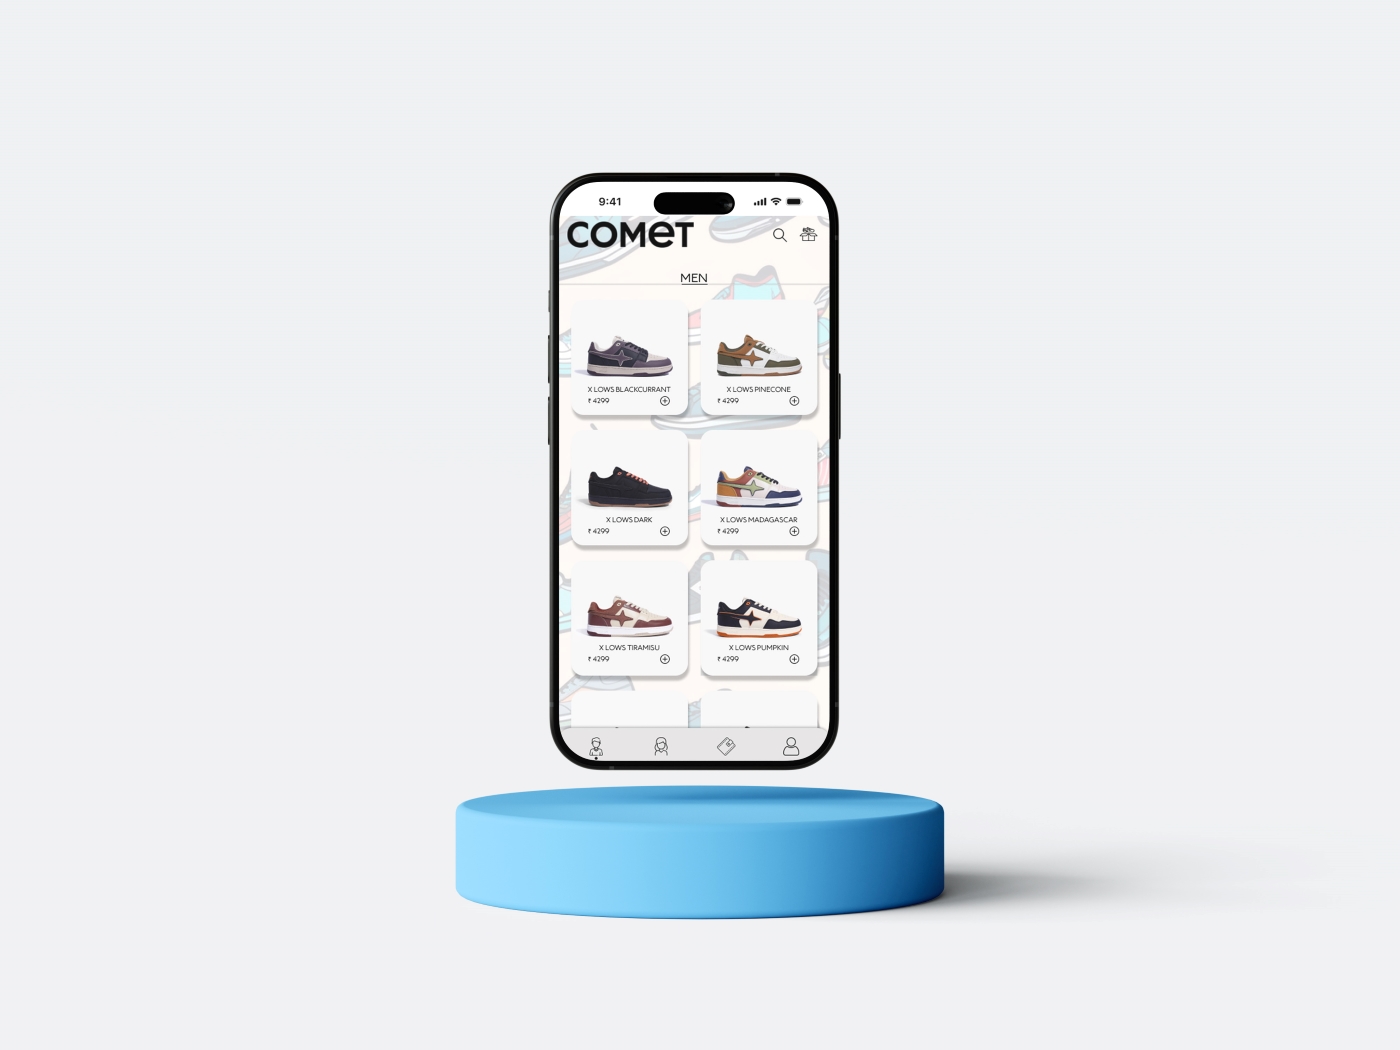 9:41
COMeT
MEN
X LOWS BLACKCURRANT
₹ 4299
X LOWS PINECONE
₹ 4299
X LOWS DARK
₹ 4299
X LOWS MADAGASCAR
₹ 4299
X LOWS TIRAMISU
₹ 4299
X LOWS PUMPKIN
₹ 4299